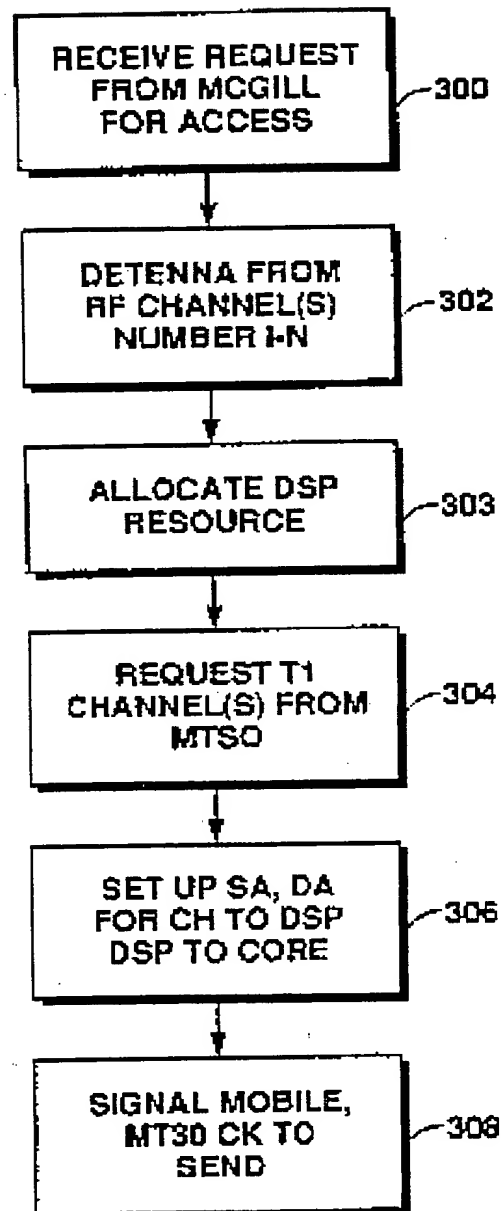 RECEIVE REQUEST
FROM MCGILL
FOR ACCESS
300
DETENNA FROM
RF CHANNEL(S)
NUMBER I-N
302
ALLOCATE DSP
RESOURCE
303
REQUEST T1
CHANNEL(S) FROM
MTSO
304
SET UP SA, DA
FOR CH TO DSP
DSP TO CORE
306
SIGNAL MOBILE,
MT30 CK TO
SEND
308